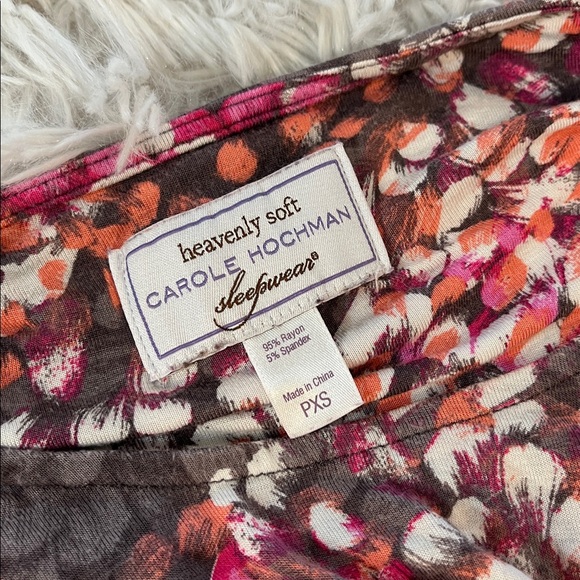 heavenly soft
CAROLE HOCHMAN
sleepwear®
95% Rayon
5% Spandex
Made in China
PXS